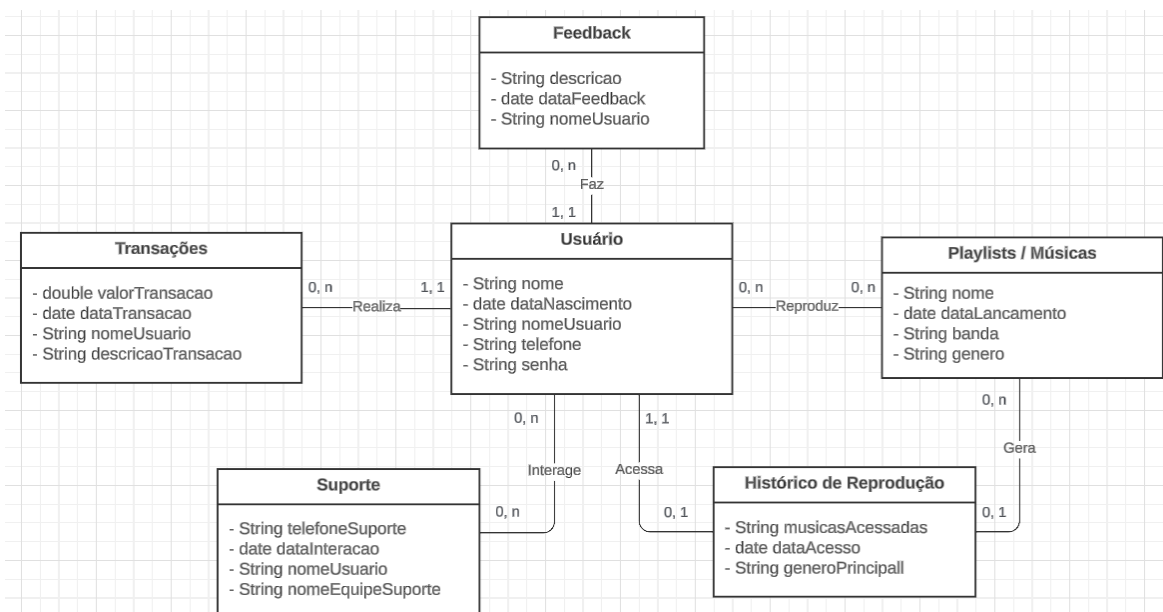 Feedback
- String descricao
- date dataFeedback
- String nomeUsuario
0, n
Faz
1, 1
Transações
- double valorTransacao
- date dataTransacao
- String nomeUsuario
- String descricaoTransacao
0, n
Realiza
1, 1
Usuário
- String nome
- date dataNascimento
- String nomeUsuario
- String telefone
- String senha
0, n
Reproduz
0, n
Playlists / Músicas
- String nome
- date dataLancamento
- String banda
- String genero
0, n
Interage
0, n
1, 1
Acessa
0, 1
0, n
Gera
0, 1
Suporte
- String telefoneSuporte
- date dataInteracao
- String nomeUsuario
- String nomeEquipeSuporte
Histórico de Reprodução
- String musicasAcessadas
- date dataAcesso
- String generoPrincipall